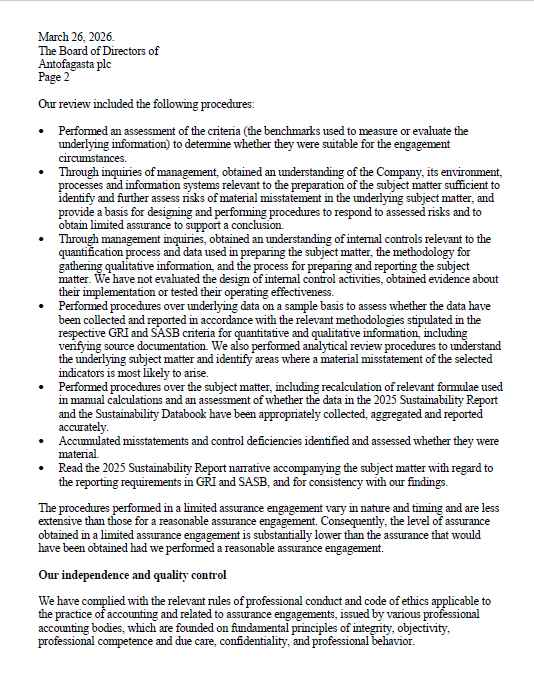 March 26, 2026.
The Board of Directors of
Antofagasta plc
Page 2
Our review included the following procedures:
• Performed an assessment of the criteria (the benchmarks used to measure or evaluate the
underlying information) to determine whether they were suitable for the engagement
circumstances.
• Through inquiries of management, obtained an understanding of the Company, its environment,
processes and information systems relevant to the preparation of the subject matter sufficient to
identify and further assess risks of material misstatement in the underlying subject matter, and
provide a basis for designing and performing procedures to respond to assessed risks and to
obtain limited assurance to support a conclusion.
• Through management inquiries, obtained an understanding of internal controls relevant to the
quantification process and data used in preparing the subject matter, the methodology for
gathering qualitative information, and the process for preparing and reporting the subject
matter. We have not evaluated the design of internal control activities, obtained evidence about
their implementation or tested their operating effectiveness.
• Performed procedures over underlying data on a sample basis to assess whether the data have
been collected and reported in accordance with the relevant methodologies stipulated in the
respective GRI and SASB criteria for quantitative and qualitative information, including
verifying source documentation. We also performed analytical review procedures to understand
the underlying subject matter and identify areas where a material misstatement of the selected
indicators is most likely to arise.
• Performed procedures over the subject matter, including recalculation of relevant formulae used
in manual calculations and an assessment of whether the data in the 2025 Sustainability Report
and the Sustainability Databook have been appropriately collected, aggregated and reported
accurately.
• Accumulated misstatements and control deficiencies identified and assessed whether they were
material.
• Read the 2025 Sustainability Report narrative accompanying the subject matter with regard to
the reporting requirements in GRI and SASB, and for consistency with our findings.
The procedures performed in a limited assurance engagement vary in nature and timing and are less
extensive than those for a reasonable assurance engagement. Consequently, the level of assurance
obtained in a limited assurance engagement is substantially lower than the assurance that would
have been obtained had we performed a reasonable assurance engagement.
Our independence and quality control
We have complied with the relevant rules of professional conduct and code of ethics applicable to
the practice of accounting and related to assurance engagements, issued by various professional
accounting bodies, which are founded on fundamental principles of integrity, objectivity,
professional competence and due care, confidentiality, and professional behavior.